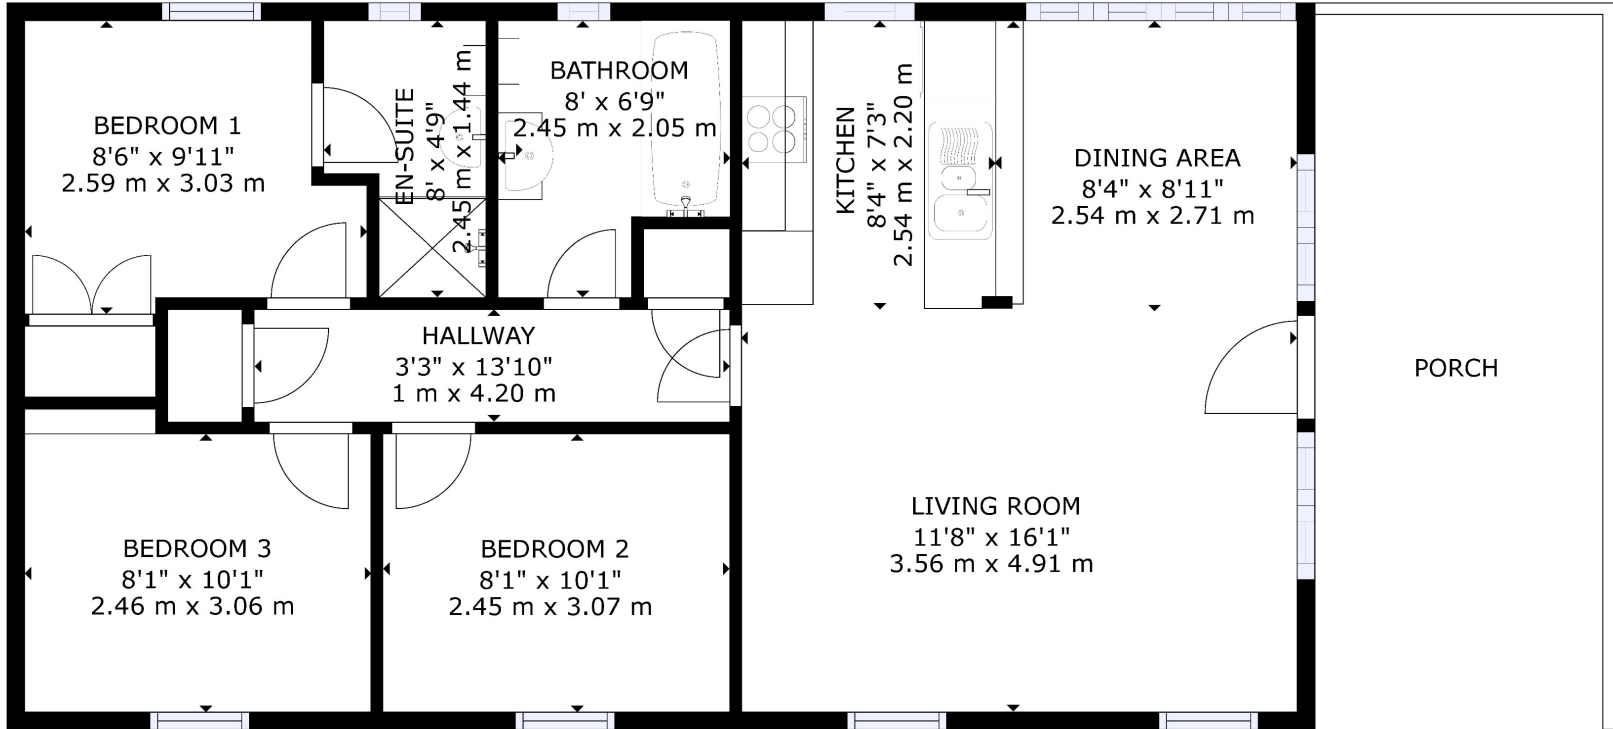 BEDROOM 1
8'6" x 9'11"
2.59 m x 3.03 m
EN-SUITE
8' x 4'9"
2.45 m x 1.44 m
BATHROOM
8' x 6'9"
2.45 m x 2.05 m
KITCHEN
8'4" x 7'3"
2.54 m x 2.20 m
DINING AREA
8'4" x 8'11"
2.54 m x 2.71 m
HALLWAY
3'3" x 13'10"
1 m x 4.20 m
PORCH
BEDROOM 3
8'1" x 10'1"
2.46 m x 3.06 m
BEDROOM 2
8'1" x 10'1"
2.45 m x 3.07 m
LIVING ROOM
11'8" x 16'1"
3.56 m x 4.91 m